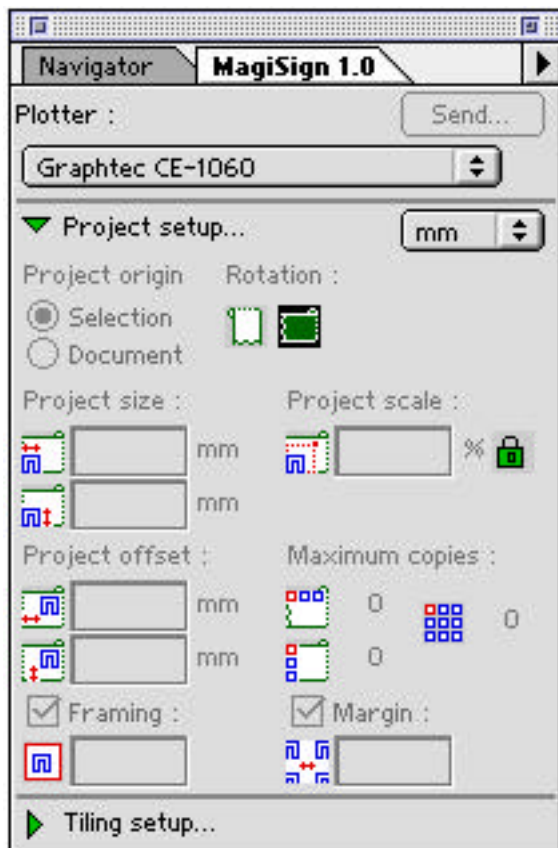 Navigator MagiSign 1.0
Plotter : Send...
Graphtec CE-1060
Project setup... mm
Project origin Rotation :
Selection
Document
Project size : Project scale :
mm %
mm
Project offset : Maximum copies :
mm 0 0
mm 0
Framing : Margin :
Tiling setup...